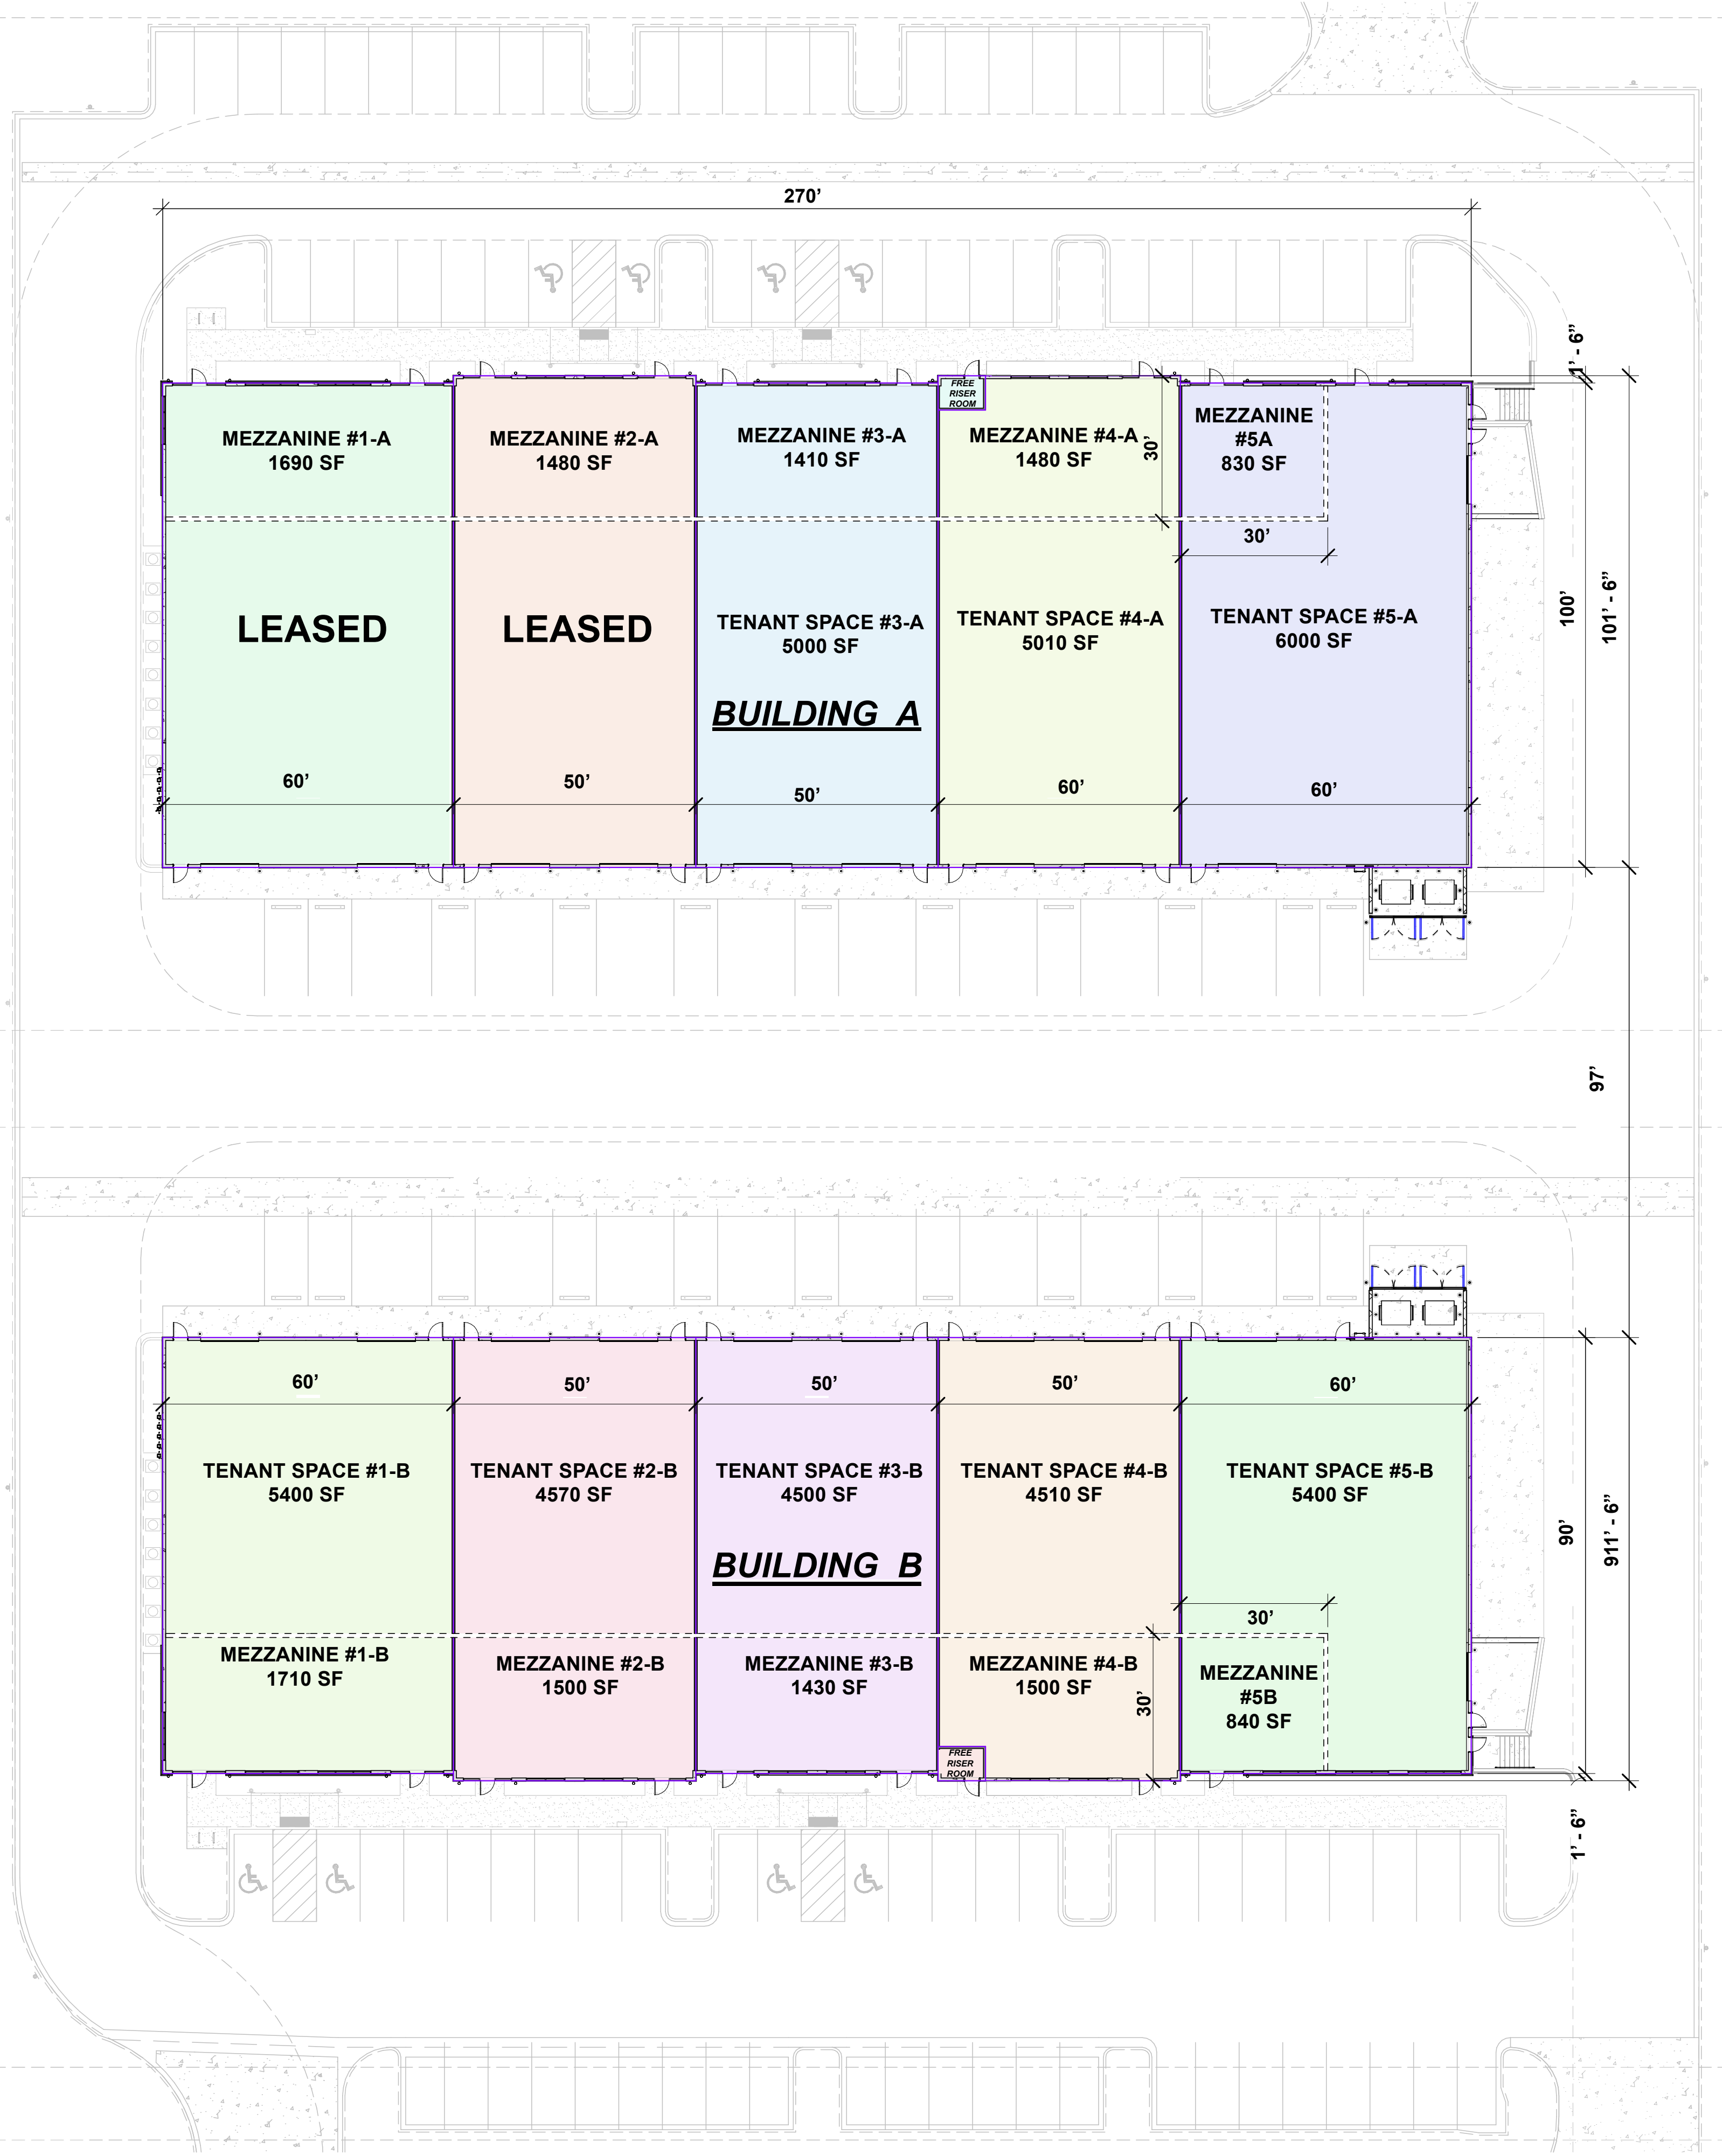 270’
1’ - 6”
FREE
RISER
ROOM
MEZZANINE #1-A
1690 SF
MEZZANINE #2-A
1480 SF
MEZZANINE #3-A
1410 SF
MEZZANINE #4-A
1480 SF
30’
MEZZANINE
#5A
830 SF
30’
LEASED
LEASED
TENANT SPACE #3-A
5000 SF
TENANT SPACE #4-A
5010 SF
TENANT SPACE #5-A
6000 SF
100’
101’ - 6”
BUILDING A
60’
50’
50’
60’
60’
97’
60’
50’
50’
50’
60’
TENANT SPACE #1-B
5400 SF
TENANT SPACE #2-B
4570 SF
TENANT SPACE #3-B
4500 SF
TENANT SPACE #4-B
4510 SF
TENANT SPACE #5-B
5400 SF
90’
911’ - 6”
BUILDING B
30’
MEZZANINE #1-B
1710 SF
MEZZANINE #2-B
1500 SF
MEZZANINE #3-B
1430 SF
MEZZANINE #4-B
1500 SF
30’
MEZZANINE
#5B
840 SF
FREE
RISER
ROOM
1’ - 6”